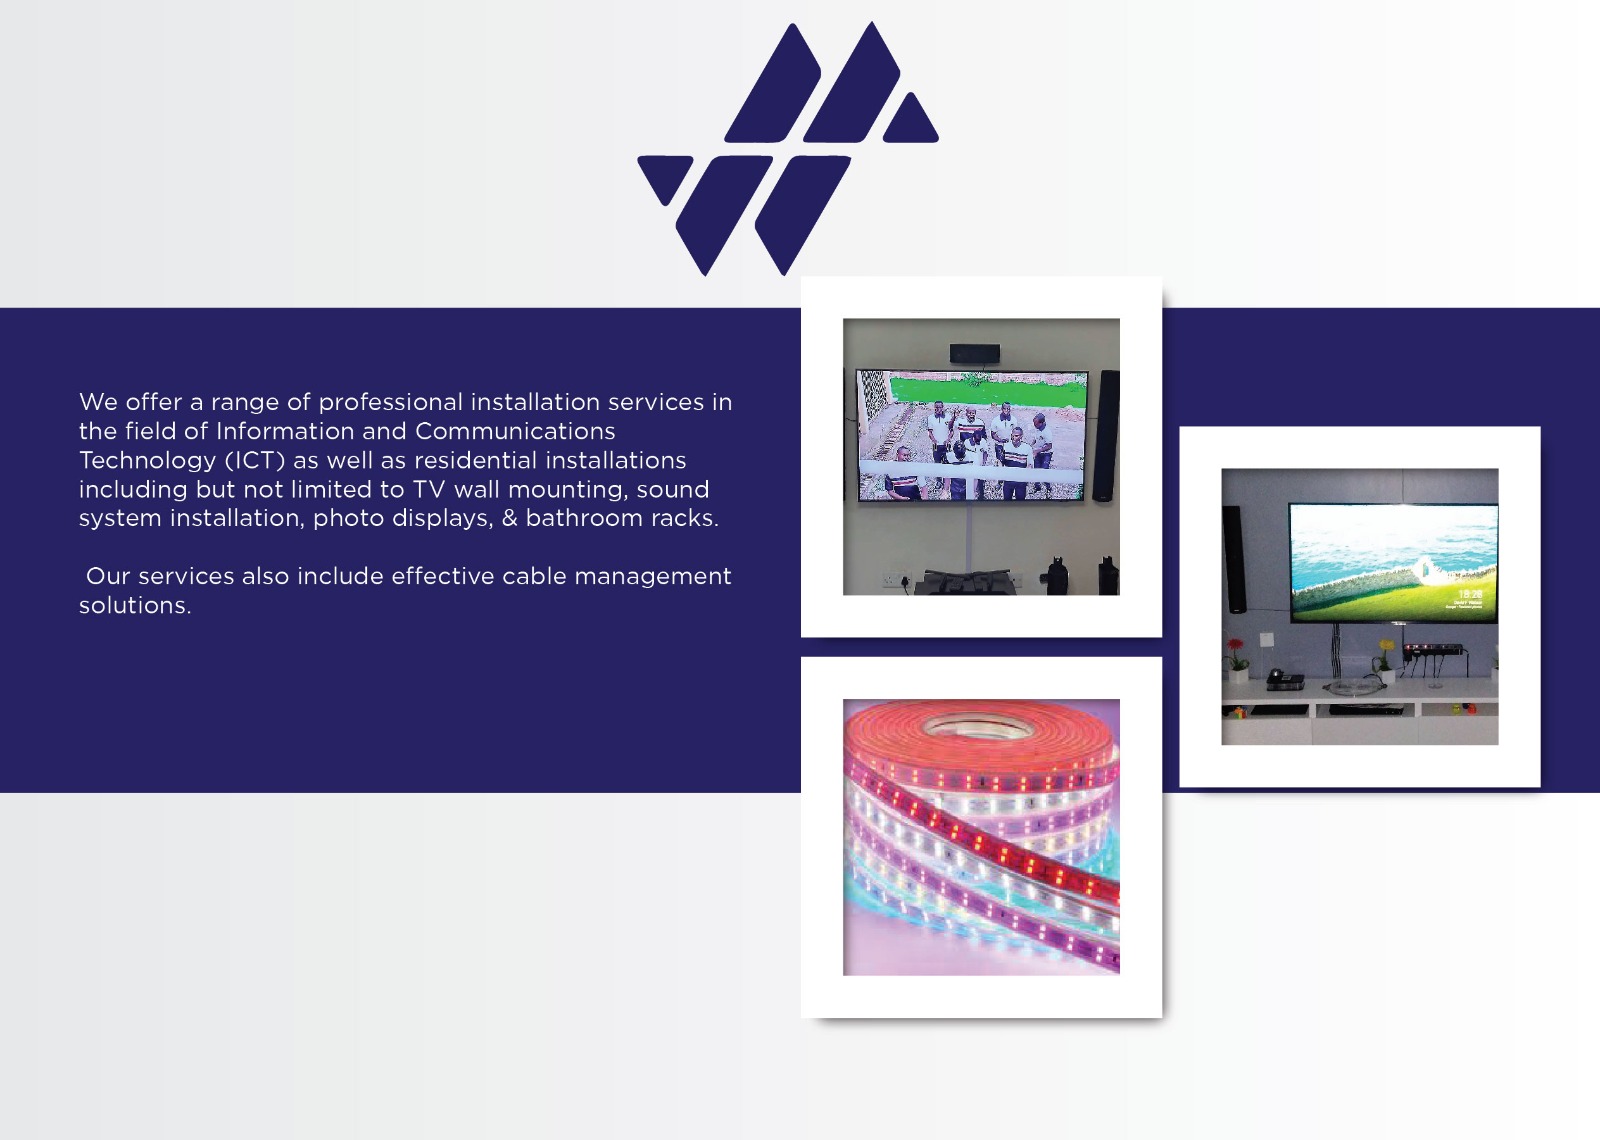 We offer a range of professional installation services in
the field of Information and Communications
Technology (ICT) as well as residential installations
including but not limited to TV wall mounting, sound
system installation, photo displays, & bathroom racks.
Our services also include effective cable management
solutions.
18:28